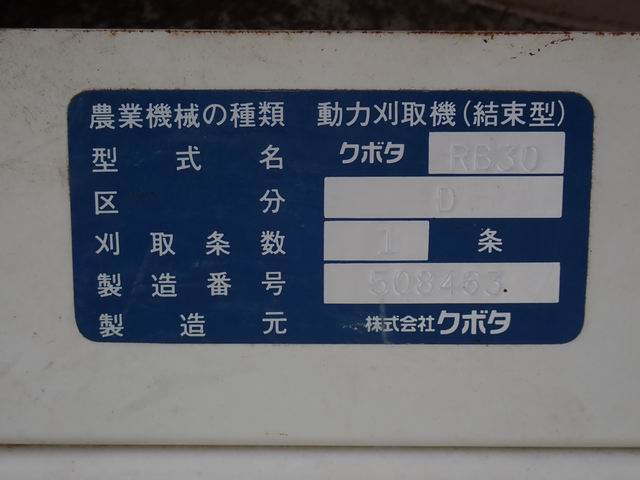 農業機械の種類 動力刈取機(結束型)
型式名 クボタ RB30
区分 D
刈取条数 1 条
製造番号 508463
製造元 株式会社クボタ